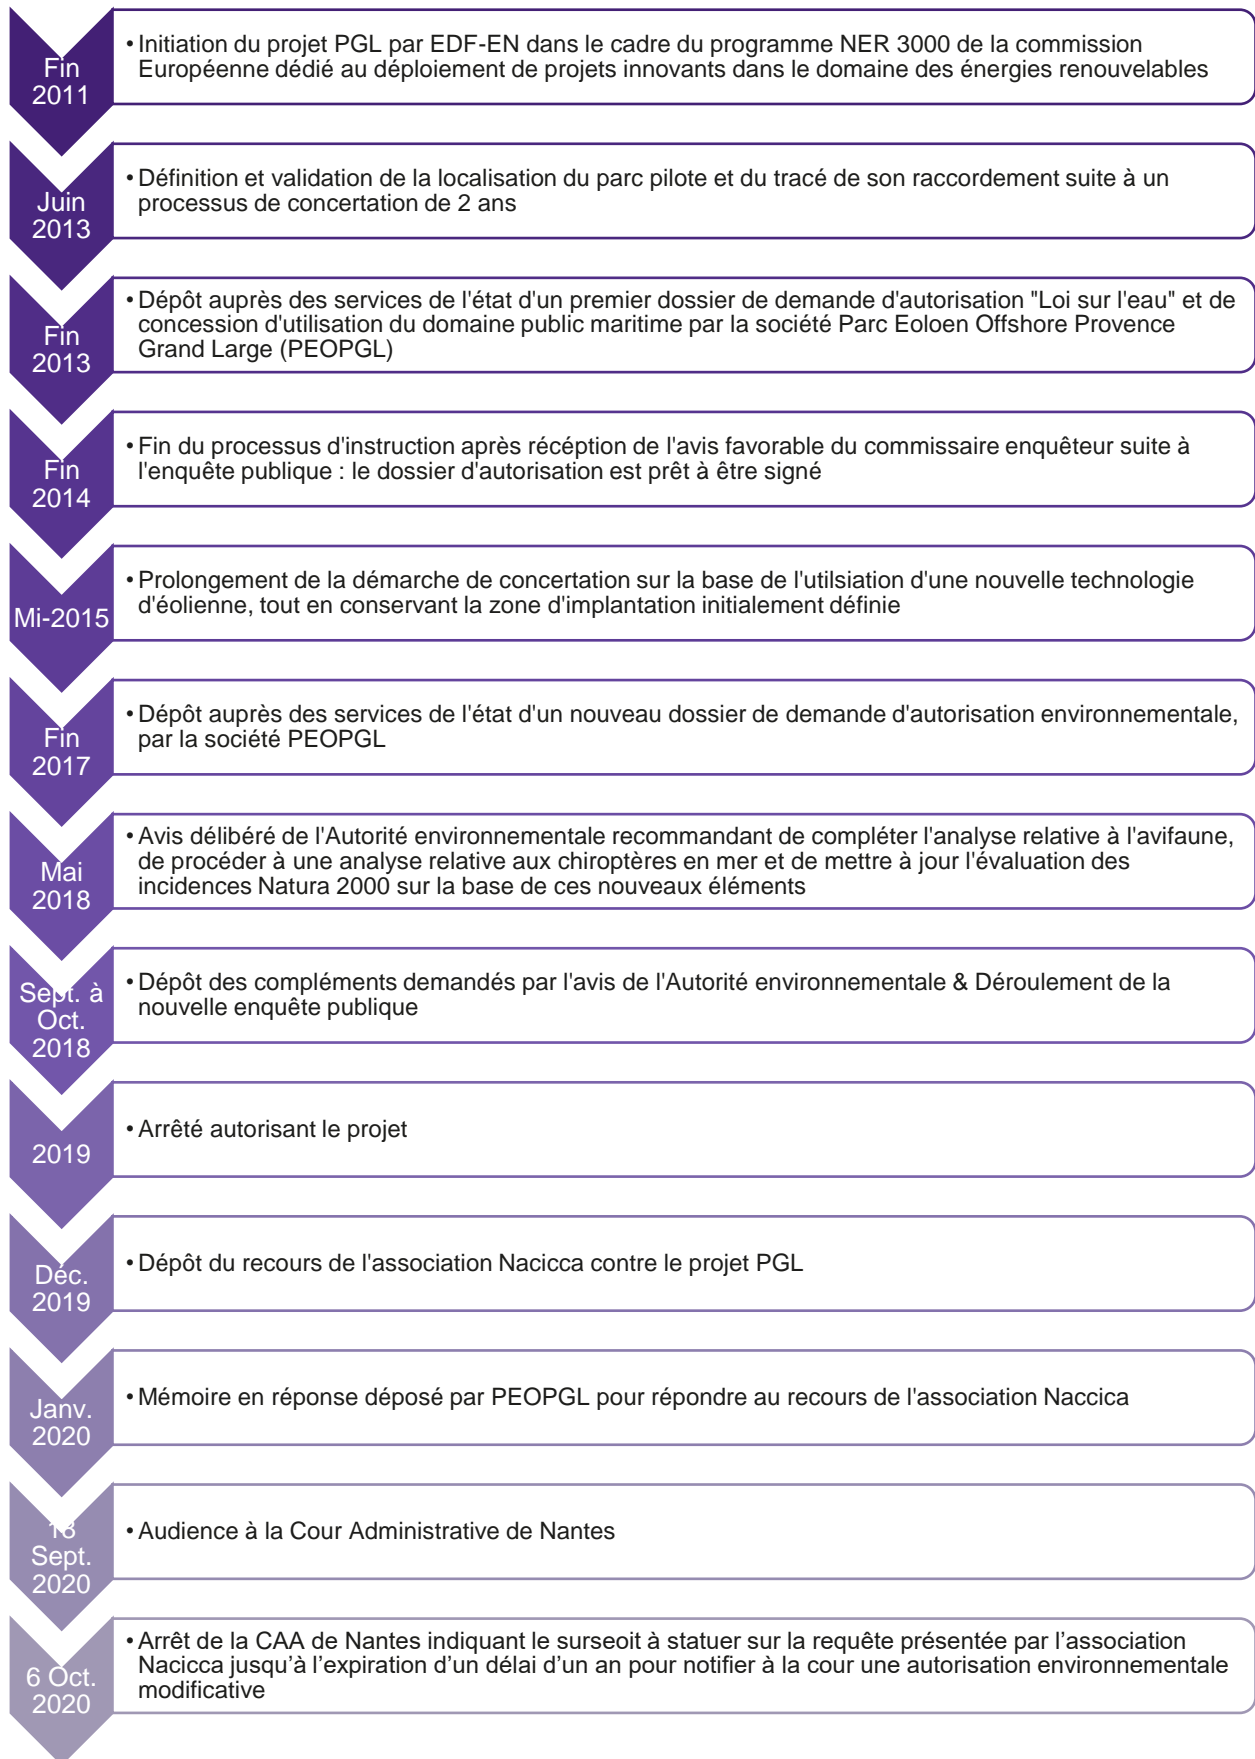 Fin
2011
• Initiation du projet PGL par EDF-EN dans le cadre du programme NER 3000 de la commission
Européenne dédié au déploiement de projets innovants dans le domaine des énergies renouvelables
Juin
2013
• Définition et validation de la localisation du parc pilote et du tracé de son raccordement suite à un
processus de concertation de 2 ans
Fin
2013
• Dépôt auprès des services de l'état d'un premier dossier de demande d'autorisation "Loi sur l'eau" et de
concession d'utilisation du domaine public maritime par la société Parc Eoloen Offshore Provence
Grand Large (PEOPGL)
Fin
2014
• Fin du processus d'instruction après récéption de l'avis favorable du commissaire enquêteur suite à
l'enquête publique : le dossier d'autorisation est prêt à être signé
Mi-2015
• Prolongement de la démarche de concertation sur la base de l'utilsiation d'une nouvelle technologie
d'éolienne, tout en conservant la zone d'implantation initialement définie
Fin
2017
• Dépôt auprès des services de l'état d'un nouveau dossier de demande d'autorisation environnementale,
par la société PEOPGL
Mai
2018
• Avis délibéré de l'Autorité environnementale recommandant de compléter l'analyse relative à l'avifaune,
de procéder à une analyse relative aux chiroptères en mer et de mettre à jour l'évaluation des
incidences Natura 2000 sur la base de ces nouveaux éléments
Sept. à
Oct.
2018
• Dépôt des compléments demandés par l'avis de l'Autorité environnementale & Déroulement de la
nouvelle enquête publique
2019
• Arrêté autorisant le projet
Déc.
2019
• Dépôt du recours de l'association Nacicca contre le projet PGL
Janv.
2020
• Mémoire en réponse déposé par PEOPGL pour répondre au recours de l'association Naccica
Sept.
2020
• Audience à la Cour Administrative de Nantes
6 Oct.
2020
• Arrêt de la CAA de Nantes indiquant le surseoit à statuer sur la requête présentée par l’association
Nacicca jusqu’à l’expiration d’un délai d’un an pour notifier à la cour une autorisation environnementale
modificative